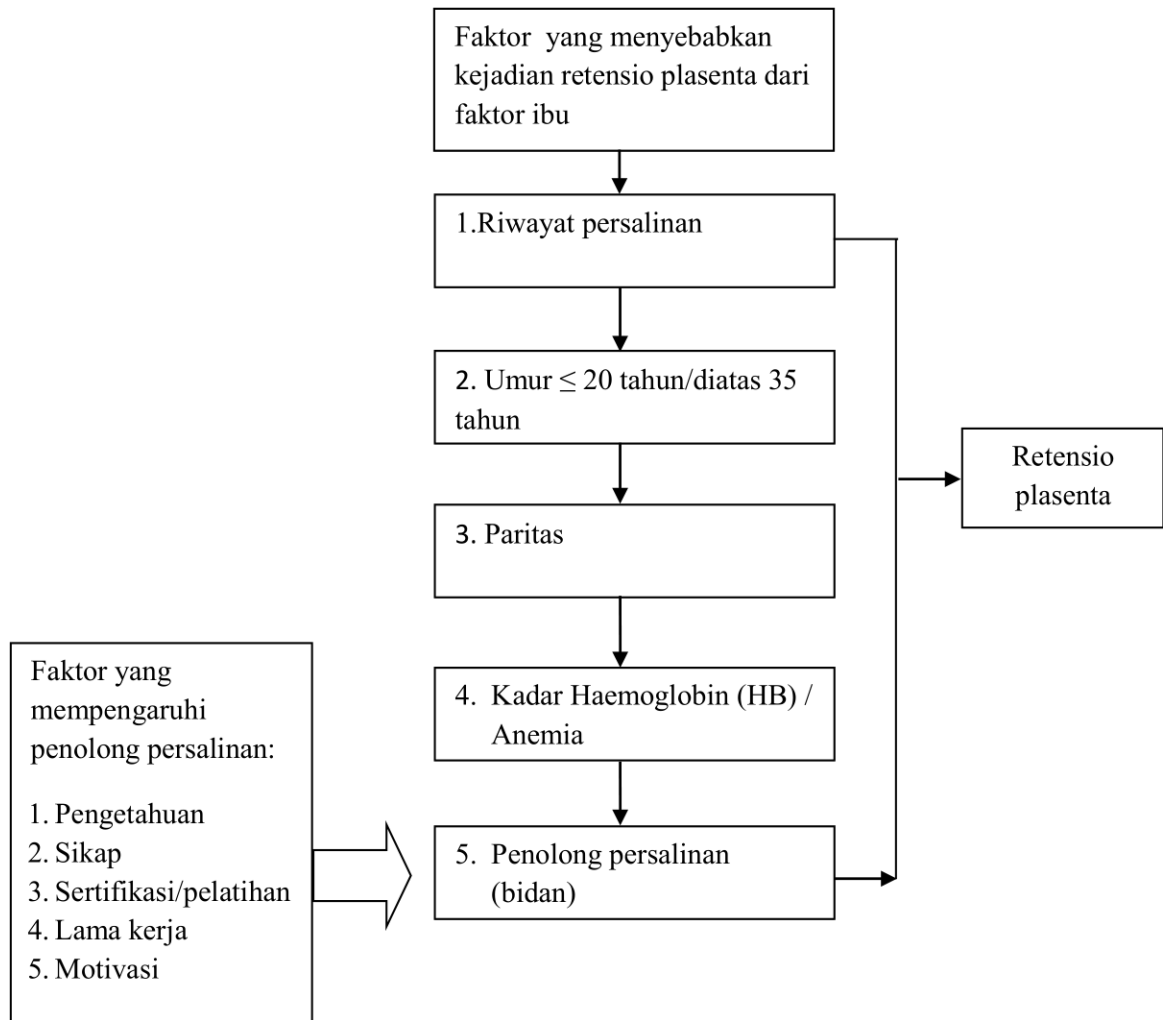 Faktor yang menyebabkan
kejadian retensio plasenta dari
faktor ibu
1.Riwayat persalinan
2. Umur ≤ 20 tahun/diatas 35
tahun
Retensio
plasenta
3. Paritas
4. Kadar Haemoglobin (HB) /
Anemia
5. Penolong persalinan
(bidan)
Faktor yang
mempengaruhi
penolong persalinan:
1. Pengetahuan
2. Sikap
3. Sertifikasi/pelatihan
4. Lama kerja
5. Motivasi